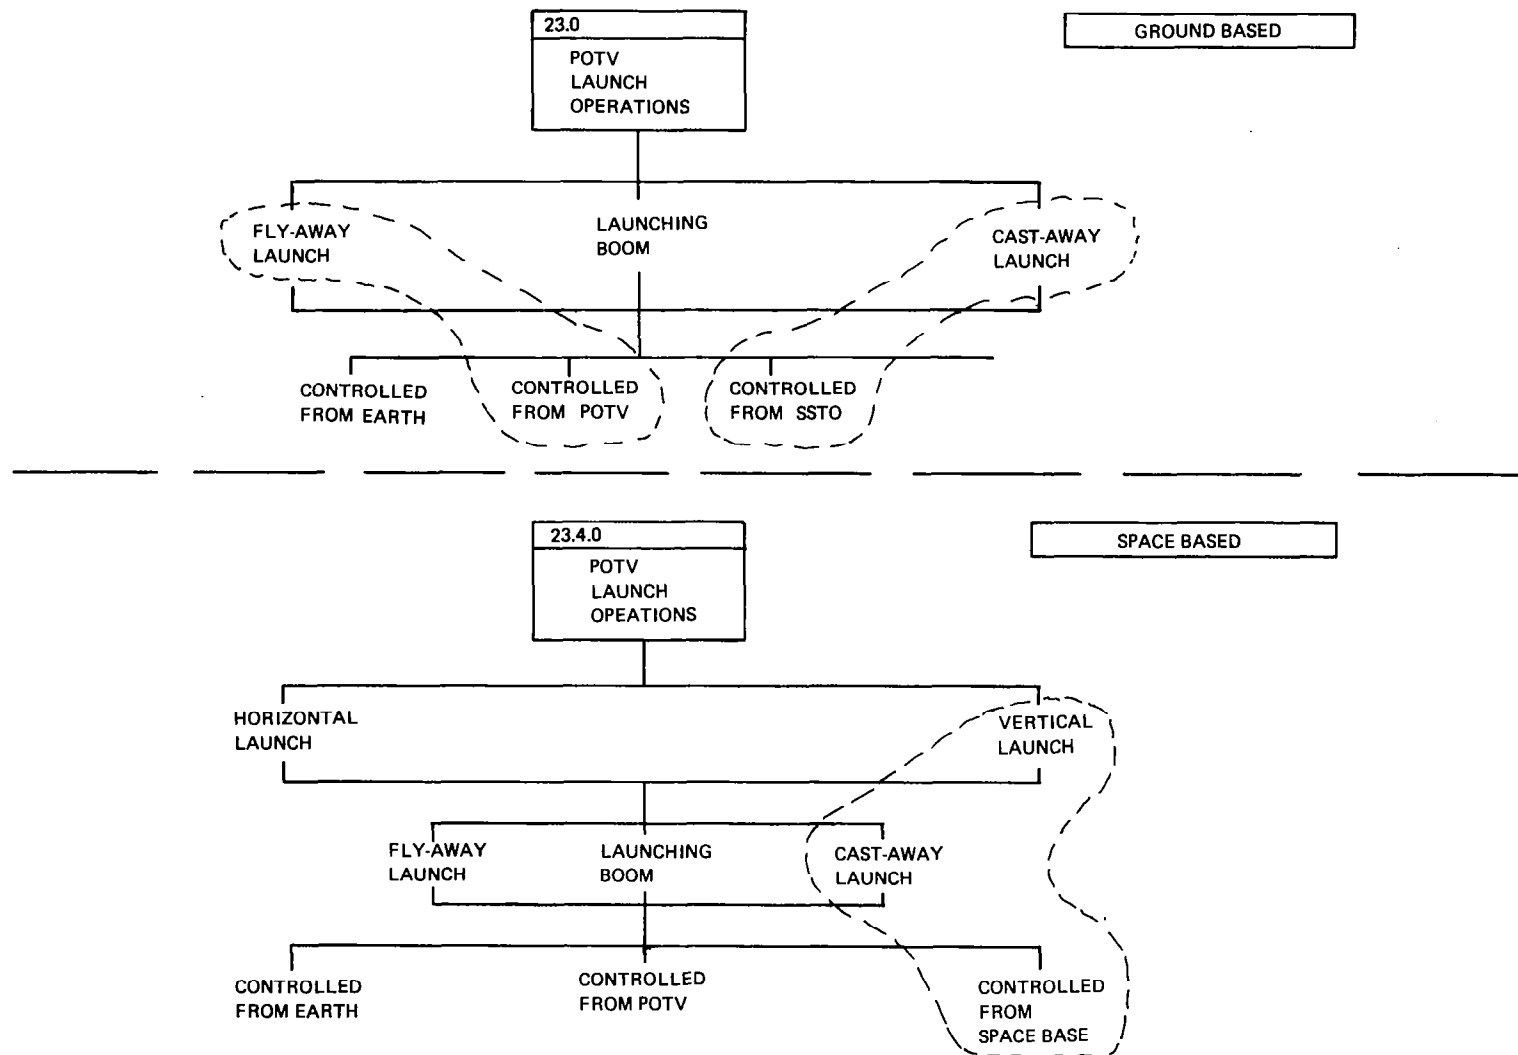 23.0
POTV
LAUNCH
OPERATIONS
GROUND BASED
FLY-AWAY
LAUNCH
LAUNCHING
BOOM
CAST-AWAY
LAUNCH
CONTROLLED
FROM EARTH
CONTROLLED
FROM POTV
CONTROLLED
FROM SSTO
23.4.0
POTV
LAUNCH
OPEATIONS
SPACE BASED
HORIZONTAL
LAUNCH
VERTICAL
LAUNCH
FLY-AWAY
LAUNCH
LAUNCHING
BOOM
CAST-AWAY
LAUNCH
CONTROLLED
FROM EARTH
CONTROLLED
FROM POTV
CONTROLLED
FROM
SPACE BASE